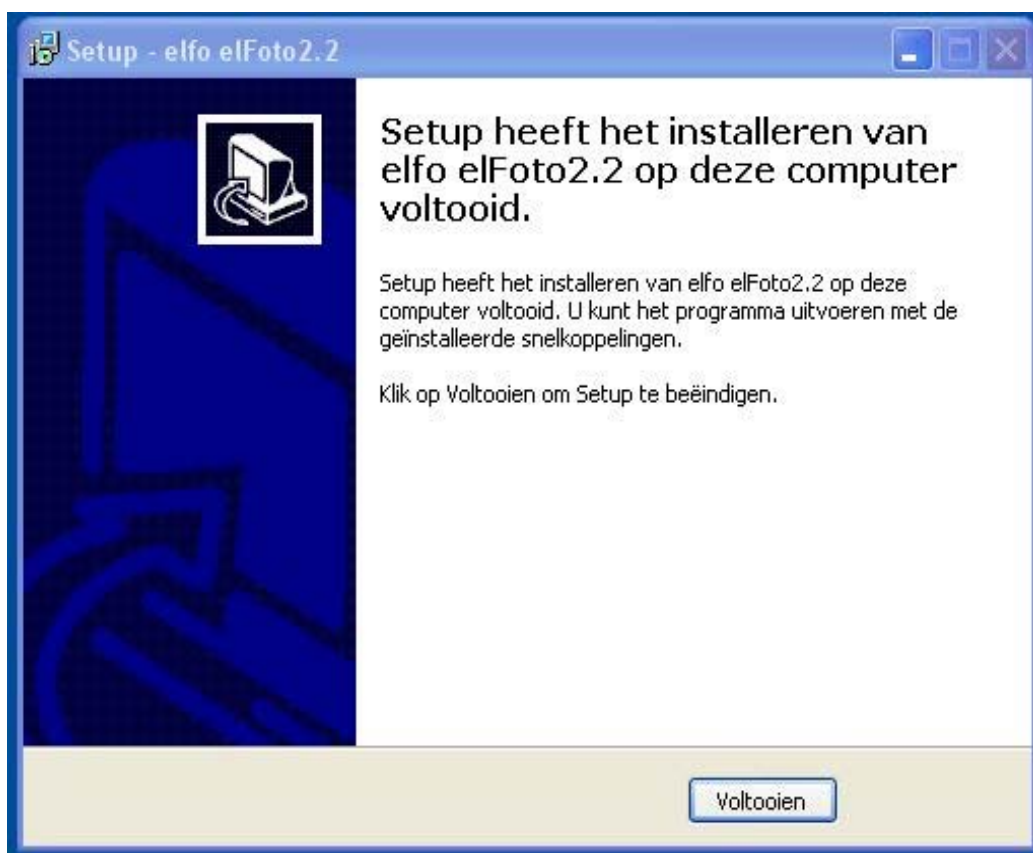 Setup - elfo elFoto2.2
Setup heeft het installeren van
elfo elFoto2.2 op deze computer
voltooid.
Setup heeft het installeren van elfo elFoto2.2 op deze
computer voltooid. U kunt het programma uitvoeren met de
geïnstalleerde snelkoppelingen.
Klik op Voltooien om Setup te beëindigen.
Voltooien